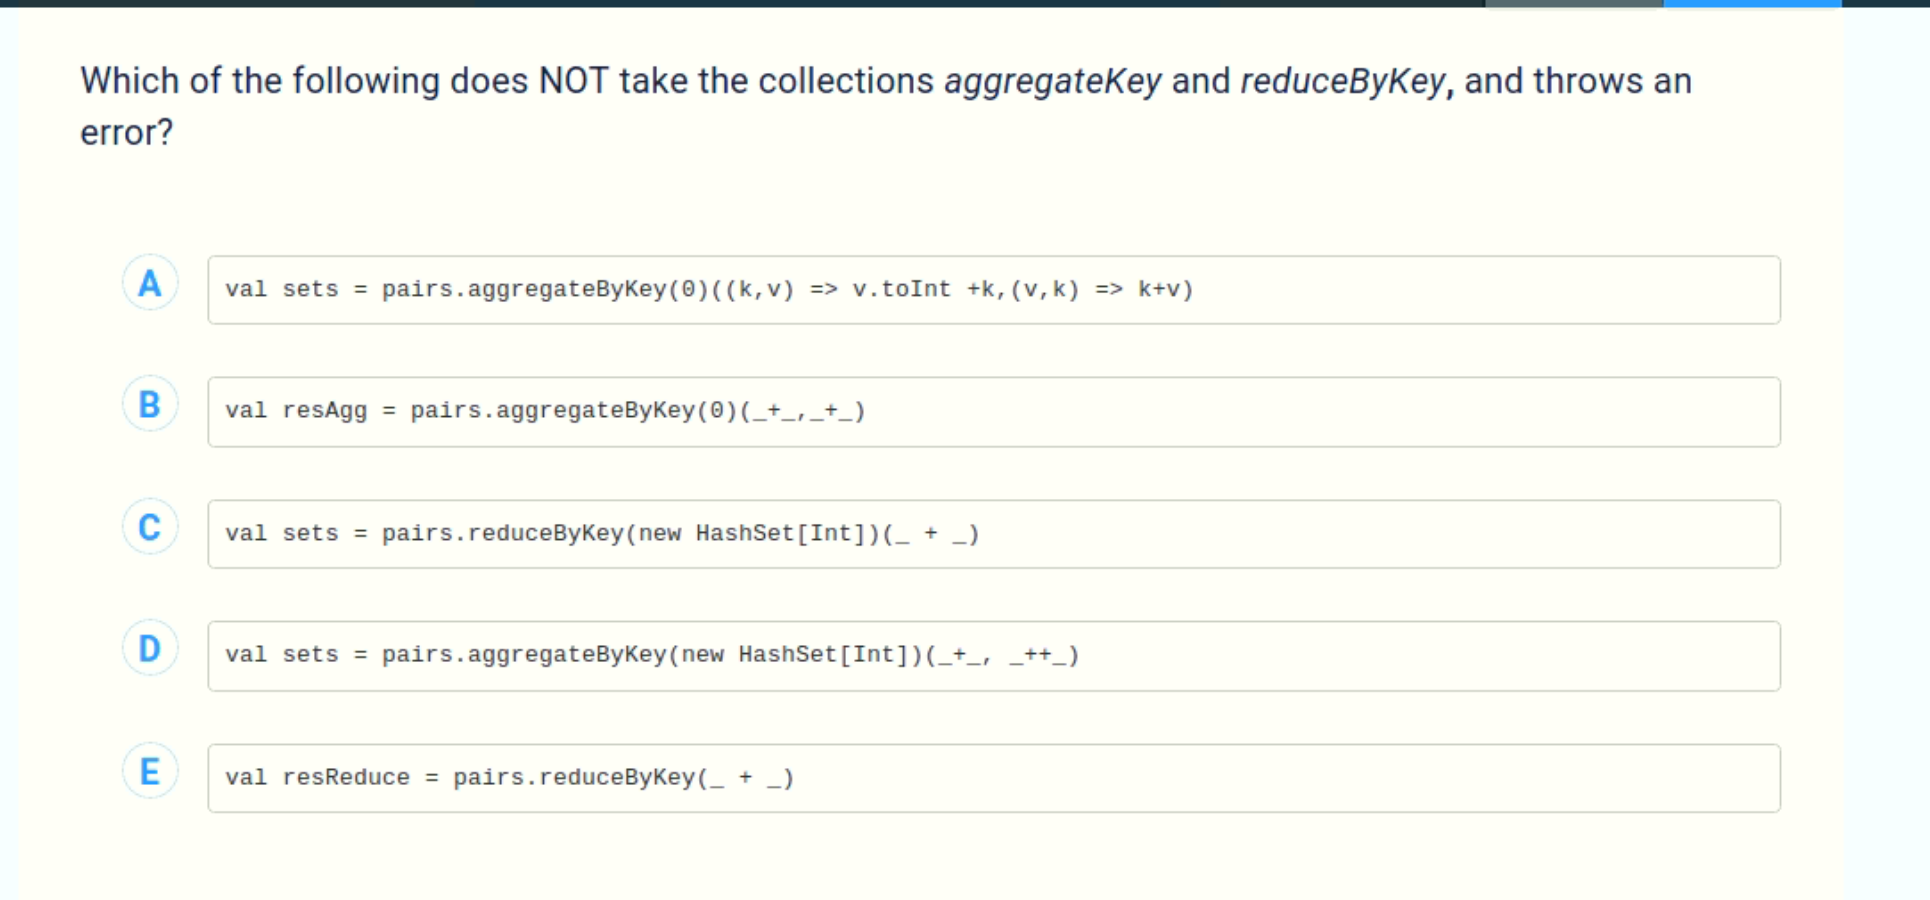 Which of the following does NOT take the collections aggregateKey and reduceByKey, and throws an
error?
A
val sets = pairs.aggregateByKey(0)((k,v) => v.toInt +k,(v,k) => k+v)
B
val resAgg = pairs.aggregateByKey(0)(_+_,_+_)
C
val sets = pairs.reduceByKey(new HashSet[Int])(_ + _)
D
val sets = pairs.aggregateByKey(new HashSet[Int])(_+_, _++_)
E
val resReduce = pairs.reduceByKey(_ + _)